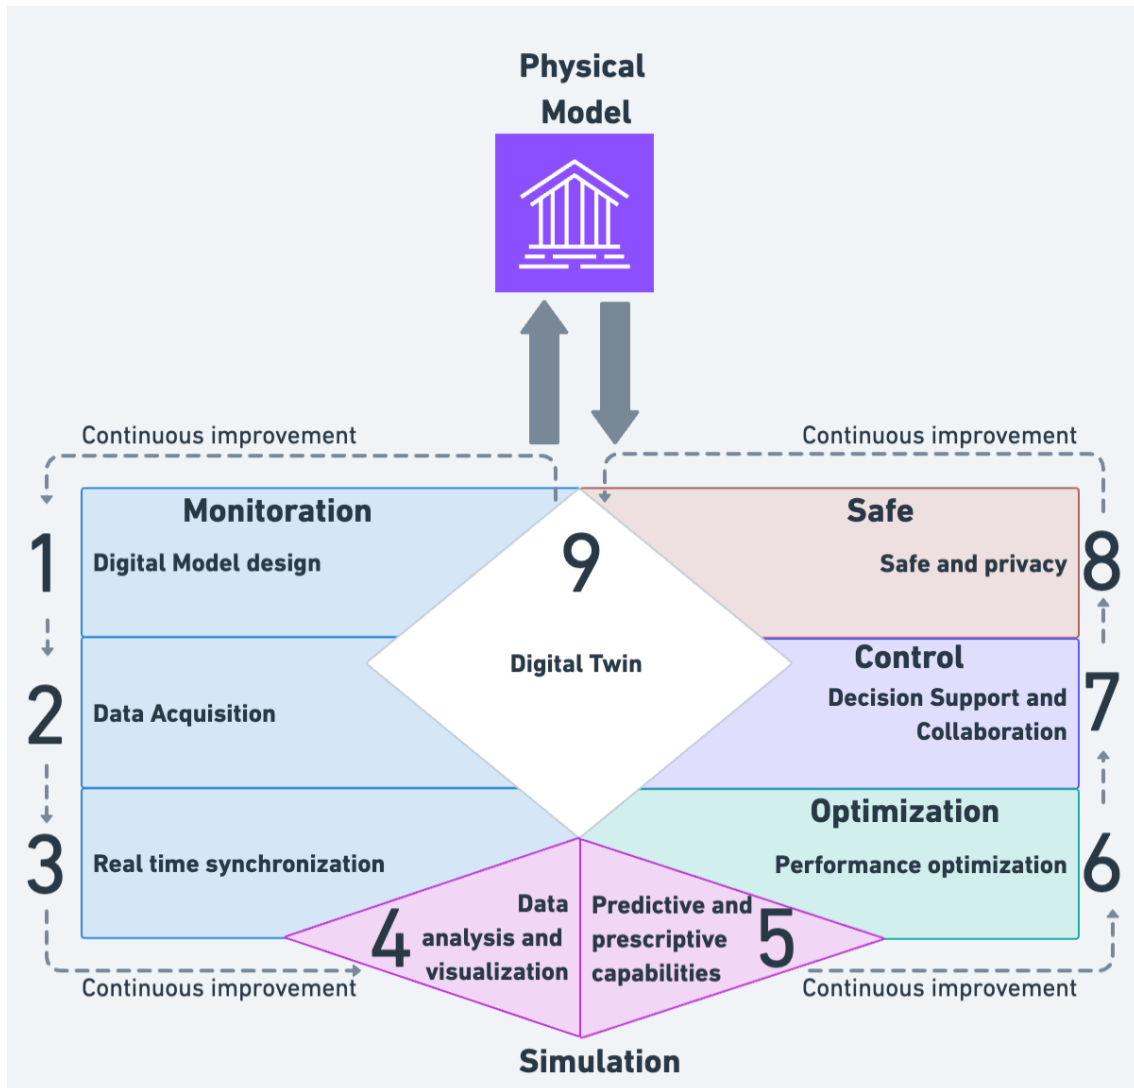 Physical
Model
Continuous improvement
Continuous improvement
Monitoration
1
Digital Model design
9
Safe
Safe and privacy
8
Digital Twin
2
Data Acquisition
Control
Decision Support and
Collaboration
7
3
Real time synchronization
Optimization
Performance optimization
6
4
Data
analysis and
visualization
Predictive and
prescriptive
capabilities
5
Continuous improvement
Continuous improvement
Simulation